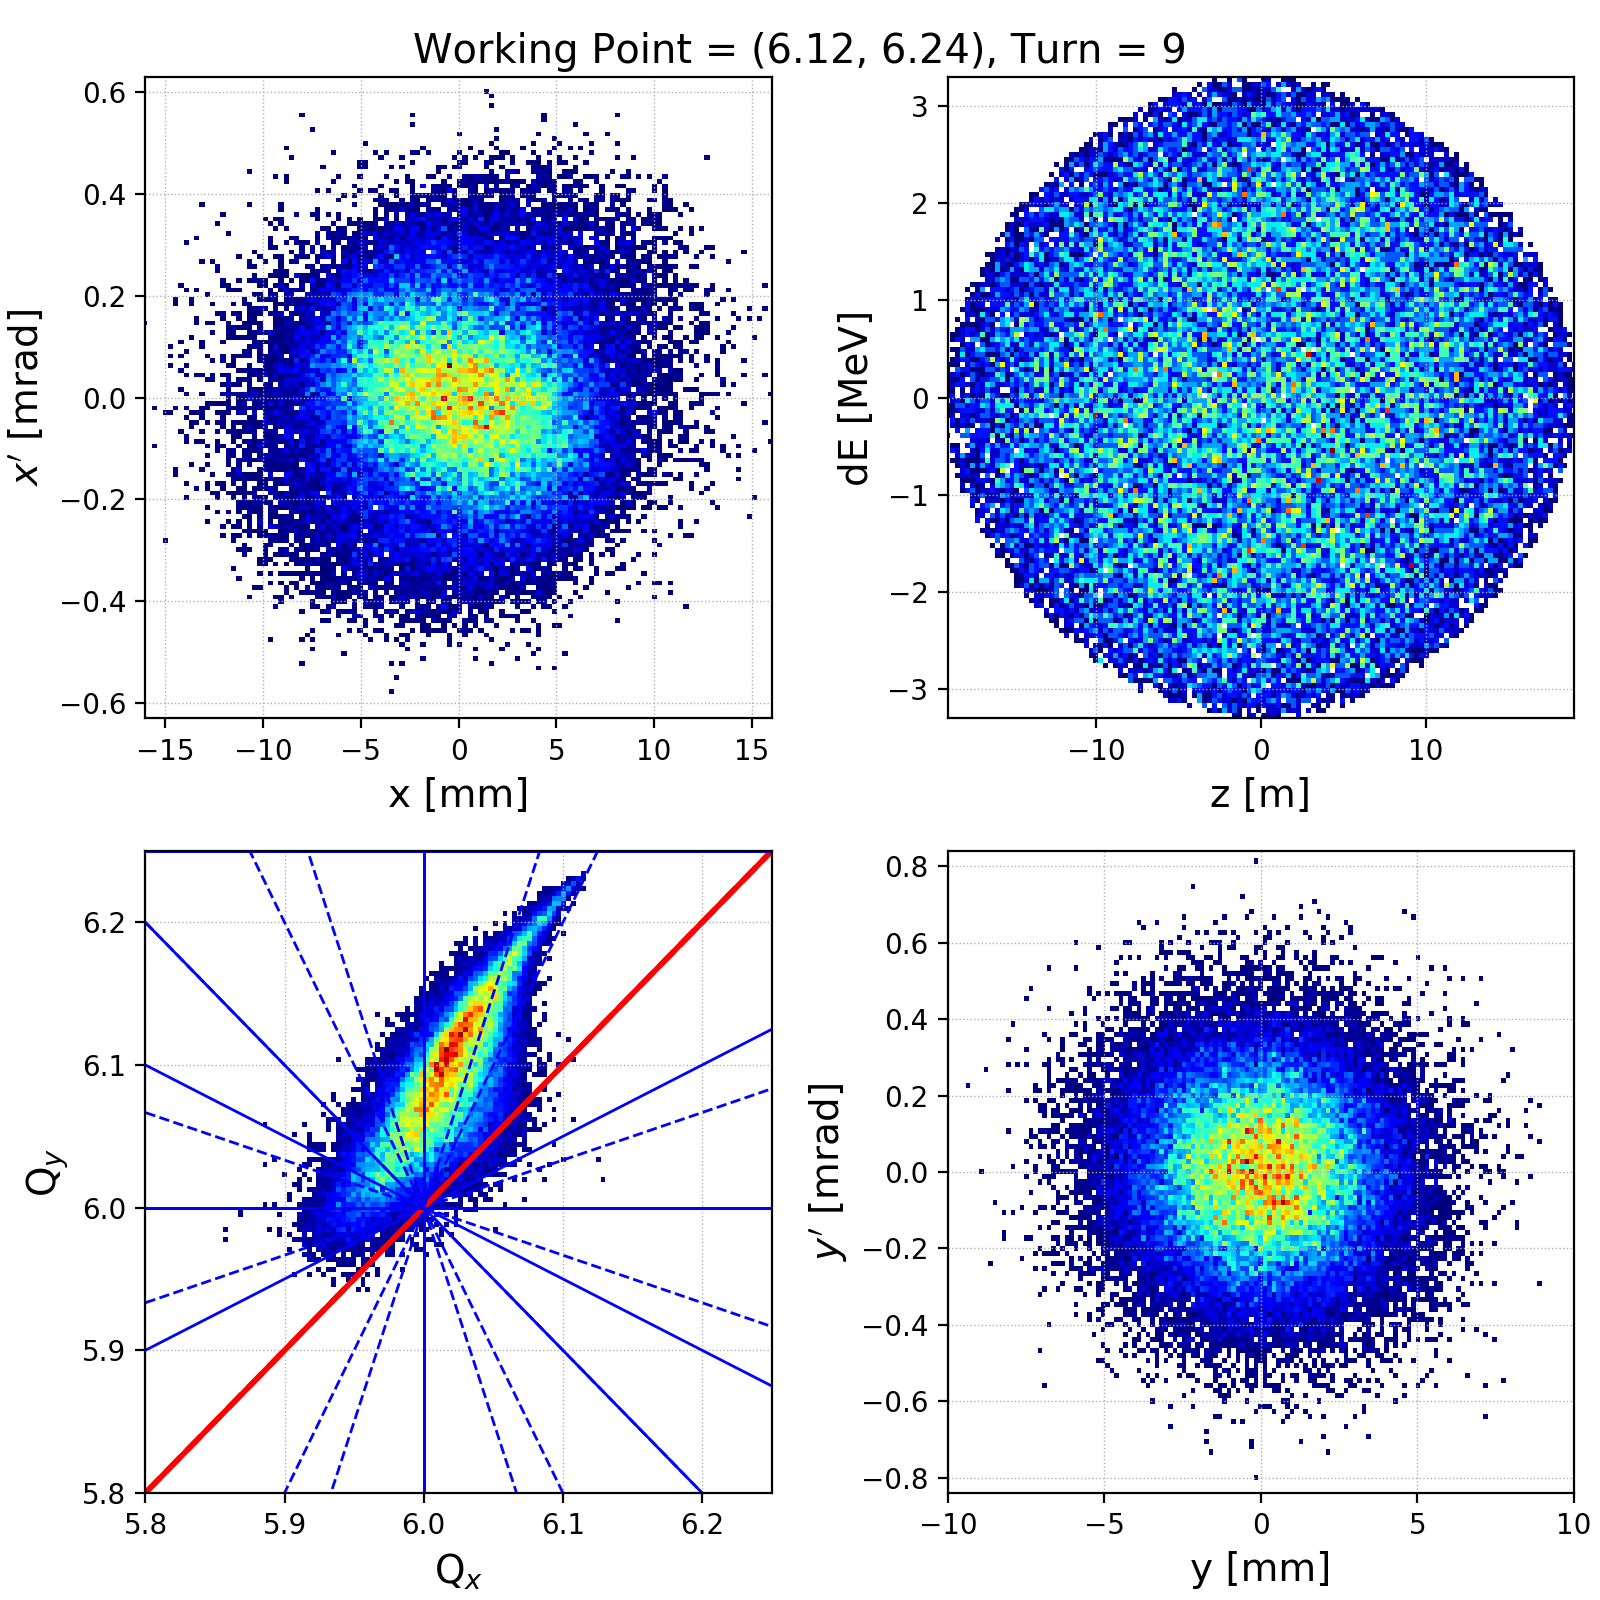 Working Point = (6.12, 6.24), Turn = 9
0.6
0.4
0.2
0.0
−0.2
−0.4
−0.6
x′ [mrad]
−15 −10 −5 0 5 10 15
x [mm]
3
2
1
0
−1
−2
−3
dE [MeV]
−10 0 10
z [m]
6.2
6.1
6.0
5.9
5.8
Qy
5.8 5.9 6.0 6.1 6.2
Qx
0.8
0.6
0.4
0.2
0.0
−0.2
−0.4
−0.6
−0.8
y′ [mrad]
−10 −5 0 5 10
y [mm]